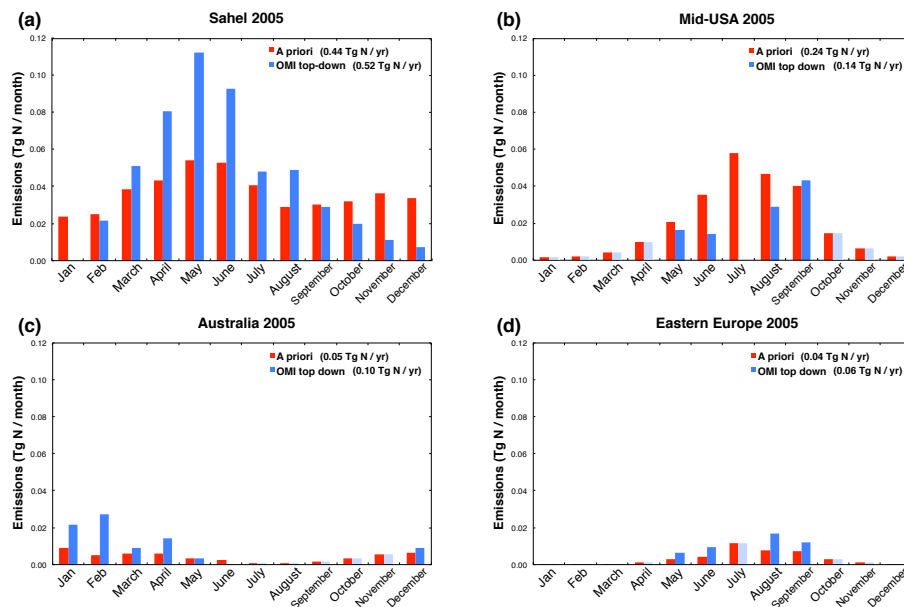 (a) Sahel 2005
A priori (0.44 Tg N / yr)
OMI top-down (0.52 Tg N / yr)
Emissions (Tg N / month)
0.12
0.10
0.08
0.06
0.04
0.02
0.00
Jan Feb March April May June July August September October November December
(b) Mid-USA 2005
A priori (0.24 Tg N / yr)
OMI top down (0.14 Tg N / yr)
Emissions (Tg N / month)
0.12
0.10
0.08
0.06
0.04
0.02
0.00
Jan Feb March April May June July August September October November December
(c) Australia 2005
A priori (0.05 Tg N / yr)
OMI top down (0.10 Tg N / yr)
Emissions (Tg N / month)
0.12
0.10
0.08
0.06
0.04
0.02
0.00
Jan Feb March April May June July August September October November December
(d) Eastern Europe 2005
A priori (0.04 Tg N / yr)
OMI top down (0.06 Tg N / yr)
Emissions (Tg N / month)
0.12
0.10
0.08
0.06
0.04
0.02
0.00
Jan Feb March April May June July August September October November December